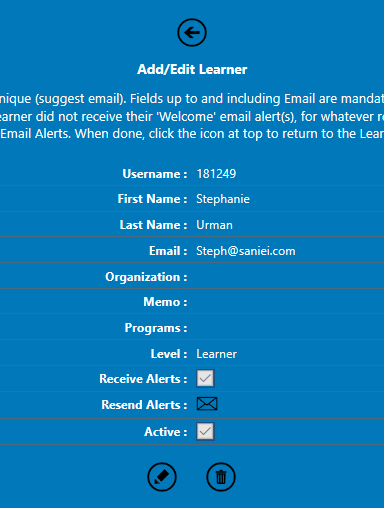 Add/Edit Learner
nique (suggest email). Fields up to and including Email are mandat
earner did not receive their 'Welcome' email alert(s), for whatever re
Email Alerts. When done, click the icon at top to return to the Lear
Username : 181249
First Name : Stephanie
Last Name : Urman
Email : Steph@saniei.com
Organization :
Memo :
Programs :
Level : Learner
Receive Alerts :
Resend Alerts :
Active :